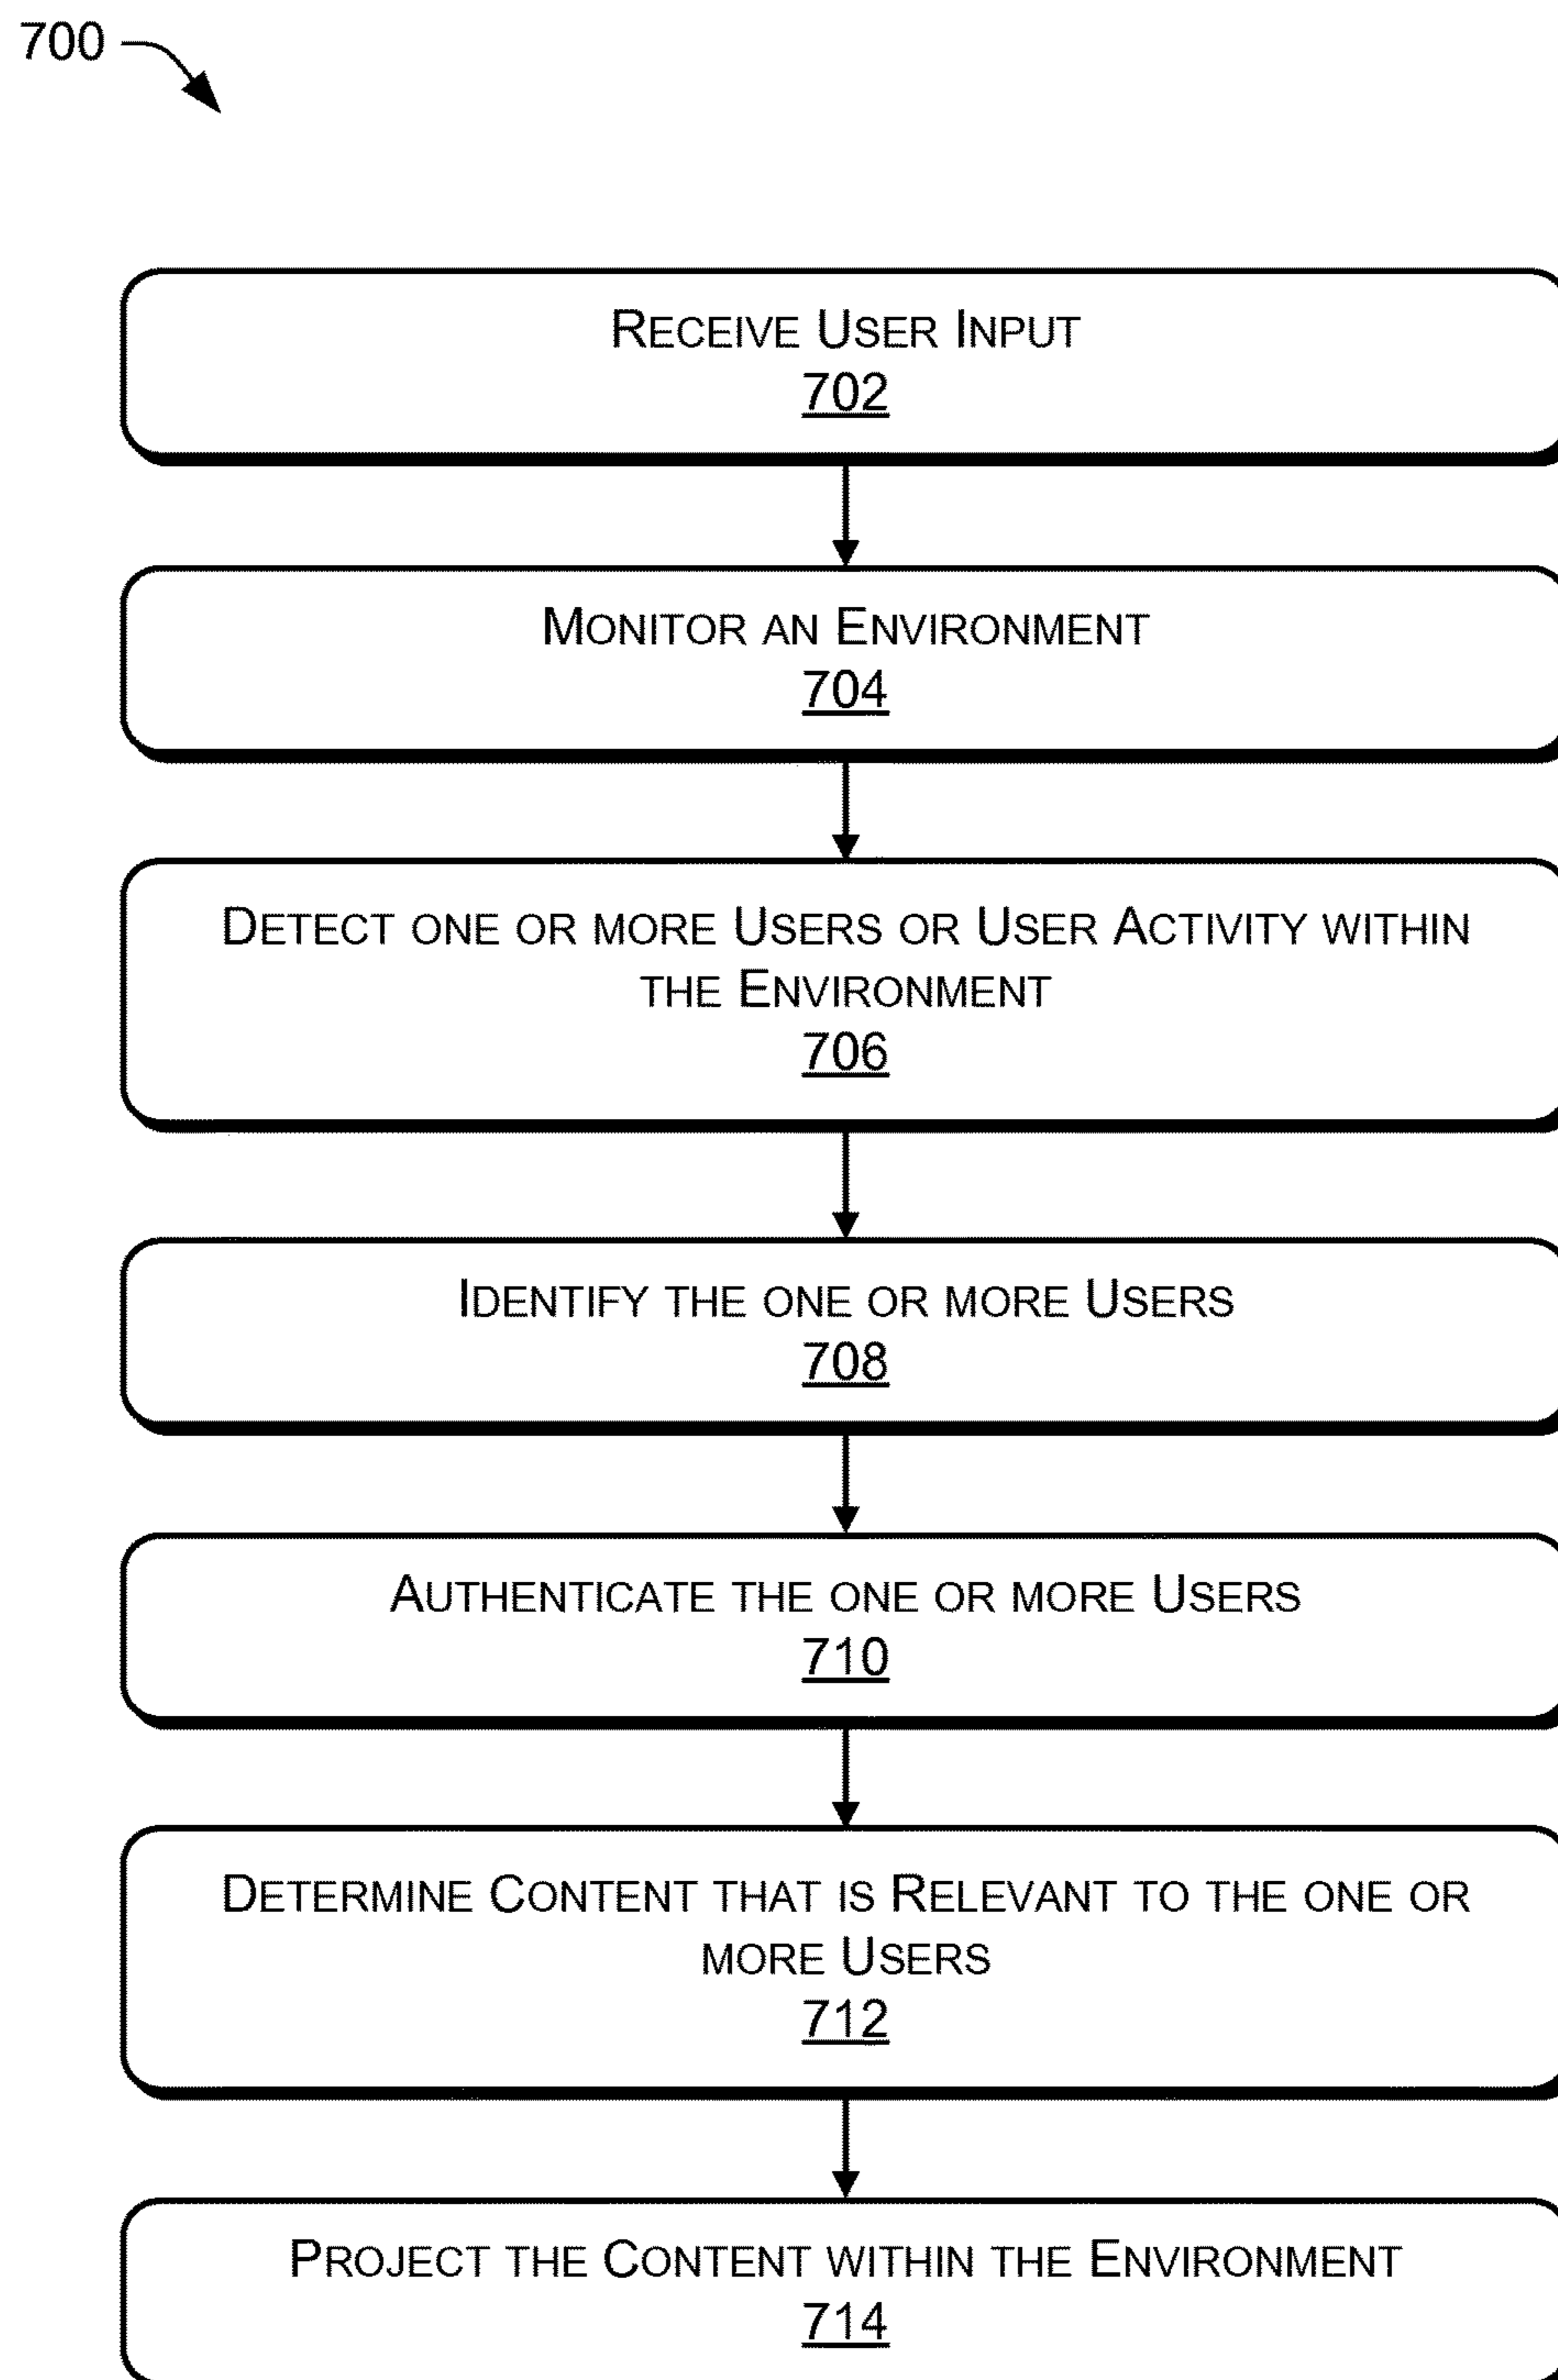 700
Receive User Input
702
Monitor an Environment
704
Detect one or more Users or User Activity within
the Environment
706
Identify the one or more Users
708
Authenticate the one or more Users
710
Determine Content that is Relevant to the one or
more Users
712
Project the Content within the Environment
714